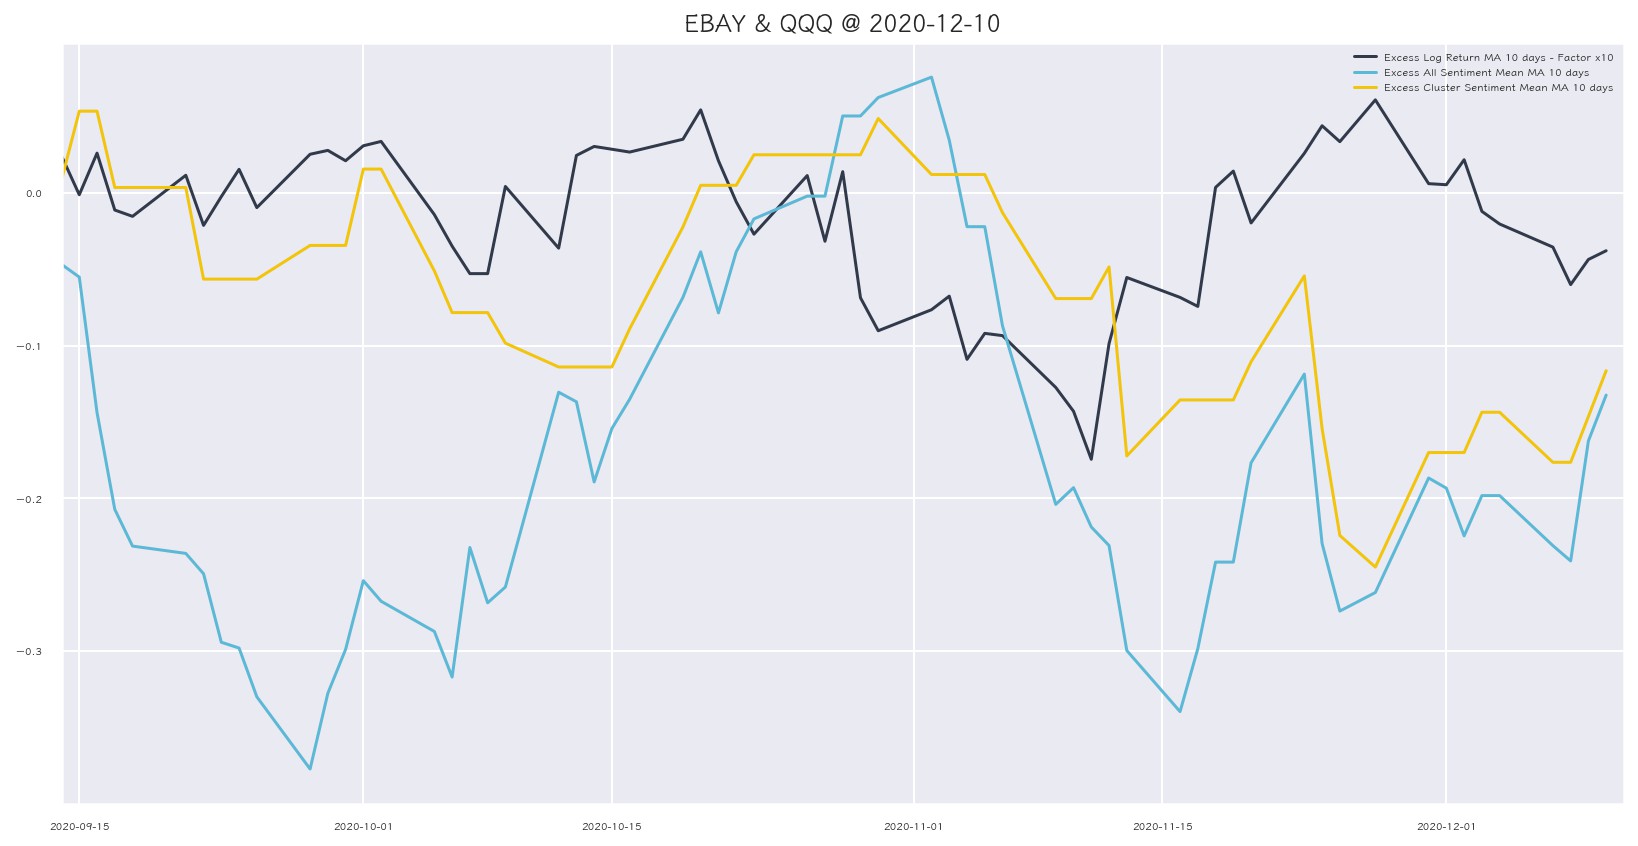 EBAY & QQQ @ 2020-12-10
Excess Log Return MA 10 days - Factor x10
Excess All Sentiment Mean MA 10 days
Excess Cluster Sentiment Mean MA 10 days
0.0
−0.1
−0.2
−0.3
2020-09-15
2020-10-01
2020-10-15
2020-11-01
2020-11-15
2020-12-01